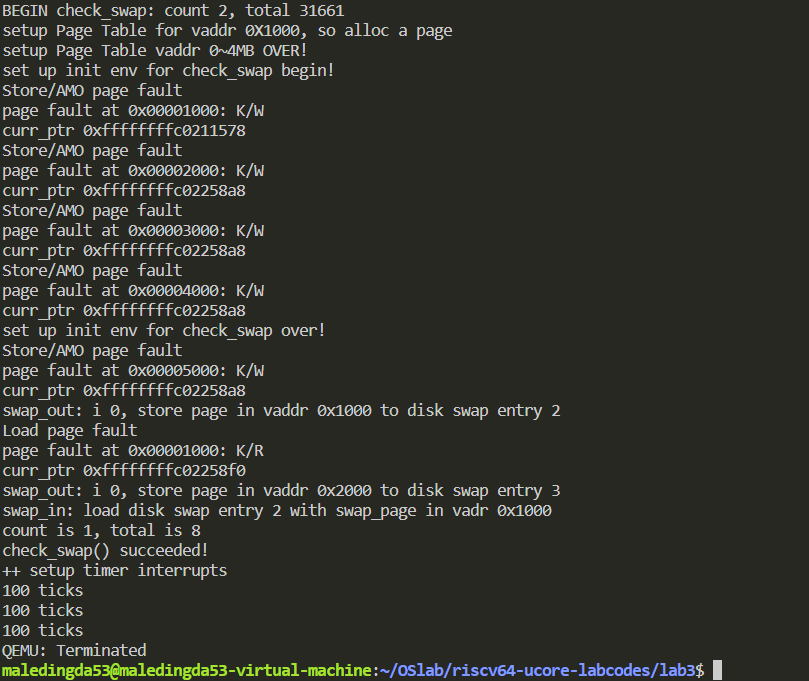 BEGIN check_swap: count 2, total 31661
setup Page Table for vaddr 0X1000, so alloc a page
setup Page Table vaddr 0~4MB OVER!
set up init env for check_swap begin!
Store/AMO page fault
page fault at 0x00001000: K/W
curr_ptr 0xffffffffc0211578
Store/AMO page fault
page fault at 0x00002000: K/W
curr_ptr 0xffffffffc02258a8
Store/AMO page fault
page fault at 0x00003000: K/W
curr_ptr 0xffffffffc02258a8
Store/AMO page fault
page fault at 0x00004000: K/W
curr_ptr 0xffffffffc02258a8
set up init env for check_swap over!
Store/AMO page fault
page fault at 0x00005000: K/W
curr_ptr 0xffffffffc02258a8
swap_out: i 0, store page in vaddr 0x1000 to disk swap entry 2
Load page fault
page fault at 0x00001000: K/R
curr_ptr 0xffffffffc02258f0
swap_out: i 0, store page in vaddr 0x2000 to disk swap entry 3
swap_in: load disk swap entry 2 with swap_page in vadr 0x1000
count is 1, total is 8
check_swap() succeeded!
++ setup timer interrupts
100 ticks
100 ticks
100 ticks
QEMU: Terminated
maledingda53@maledingda53-virtual-machine:~/OSlab/riscv64-ucore-labcodes/lab3$